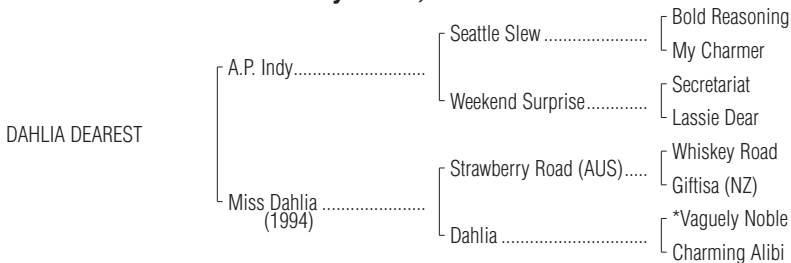 Bold Reasoning
Seattle Slew ......................
My Charmer
A.P. Indy............................
Secretariat
Weekend Surprise.............
Lassie Dear
DAHLIA DEAREST
Whiskey Road
Strawberry Road (AUS).....
Giftisa (NZ)
Miss Dahlia ......................
(1994)
*Vaguely Noble
Dahlia ...............................
Charming Alibi